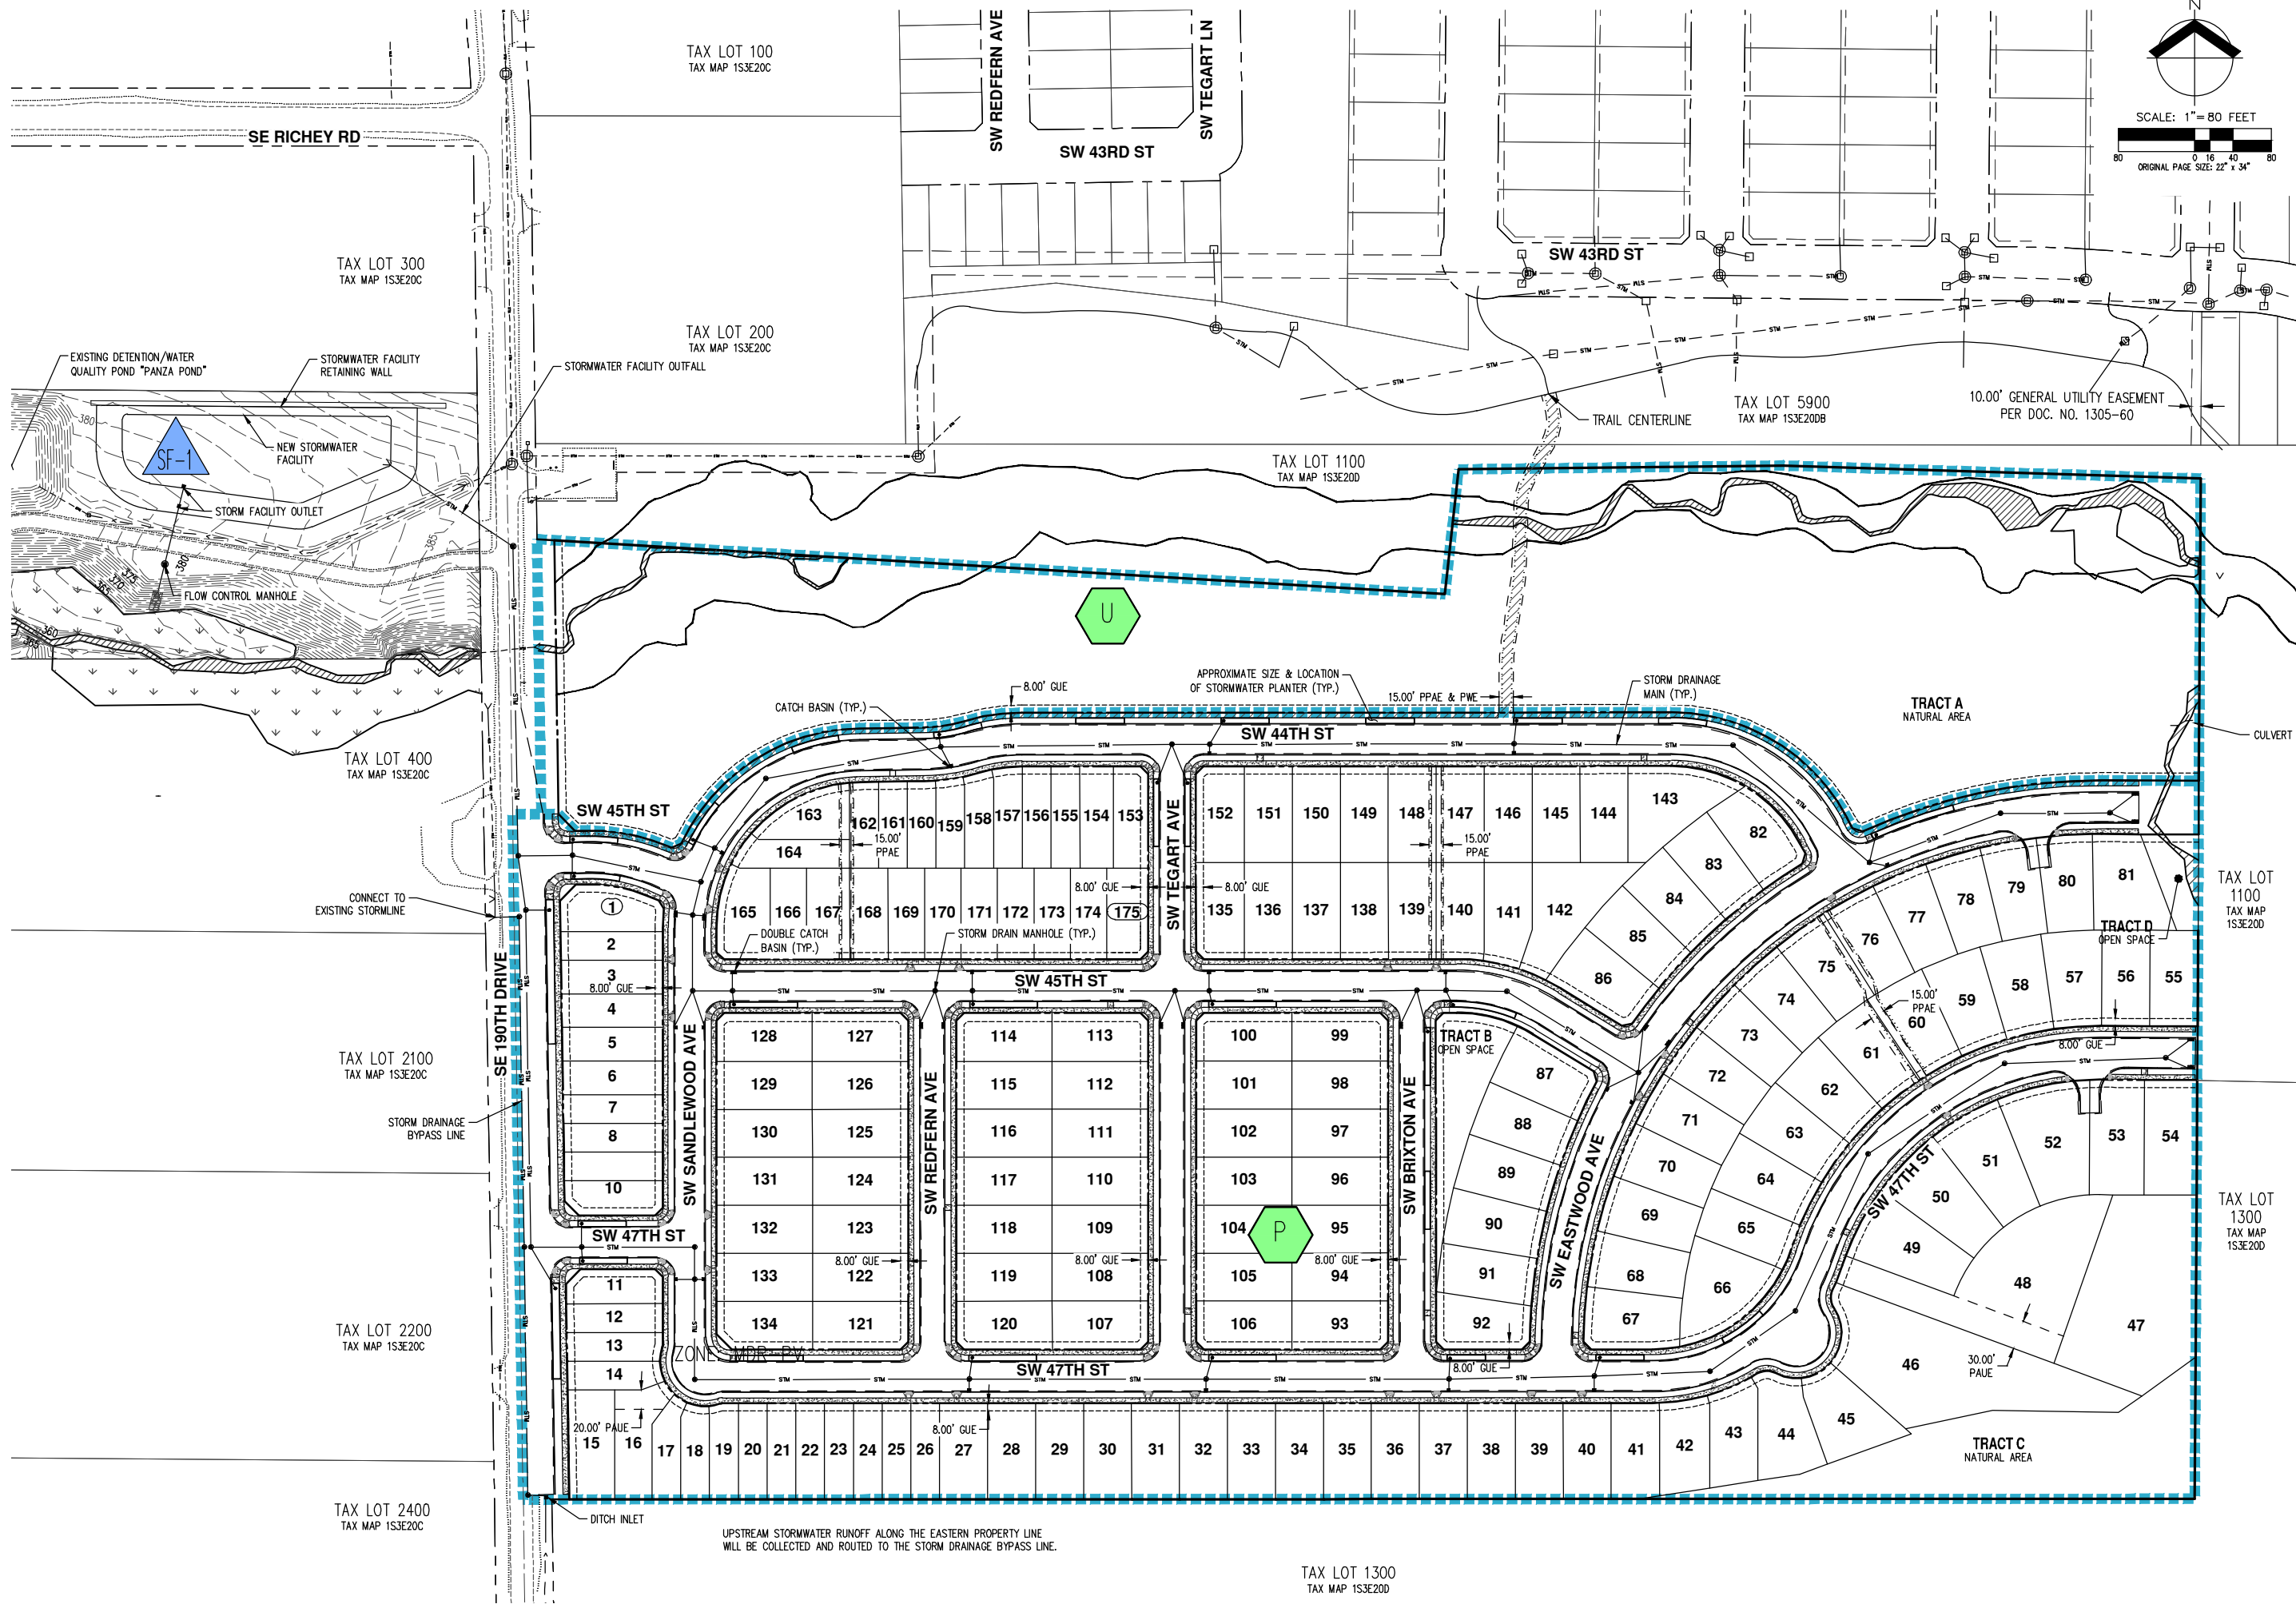 TAX LOT 100
TAX MAP 1S3E20C
SW REDFERN AVE
SW TEGART LN
SW 43RD ST
N
SCALE: 1"= 80 FEET
80
0
16
40
80
ORIGINAL PAGE SIZE: 22" x 34"
SE RICHEY RD
TAX LOT 300
TAX MAP 1S3E20C
SW 43RD ST
TAX LOT 200
TAX MAP 1S3E20C
EXISTING DETENTION/WATER
QUALITY POND "PANZA POND"
STORMWATER FACILITY
RETAINING WALL
STORMWATER FACILITY OUTFALL
10.00' GENERAL UTILITY EASEMENT
PER DOC. NO. 1305-60
TAX LOT 5900
TAX MAP 1S3E20DB
TRAIL CENTERLINE
380
SF-1
NEW STORMWATER
FACILITY
STORM FACILITY OUTLET
385
TAX LOT 1100
TAX MAP 1S3E20D
380
375
370
365
360
365
FLOW CONTROL MANHOLE
U
APPROXIMATE SIZE & LOCATION
OF STORMWATER PLANTER (TYP.)
15.00' PPAE & PWE
STORM DRAINAGE
MAIN (TYP.)
8.00' GUE
CATCH BASIN (TYP.)
TRACT A
NATURAL AREA
CULVERT
SW 44TH ST
TAX LOT 400
TAX MAP 1S3E20C
SW 45TH ST
163
162
161
160
159
158
157
156
155
154
153
15.00'
PPAE
164
SW TEGART AVE
152
151
150
149
148
147
146
145
144
143
15.00'
PPAE
82
83
84
85
86
8.00' GUE
8.00' GUE
165
166
167
168
169
170
171
172
173
174
175
135
136
137
138
139
140
141
142
CONNECT TO
EXISTING STORMLINE
DOUBLE CATCH
BASIN (TYP.)
STORM DRAIN MANHOLE (TYP.)
76
77
78
79
80
81
TAX LOT
1100
TAX MAP
1S3E20D
TRACT D
OPEN SPACE
SE 190TH DRIVE
1
2
3
8.00' GUE
4
5
6
7
8
10
SW 45TH ST
75
74
73
72
71
70
69
68
67
15.00'
PPAE
60
59
58
57
56
55
61
62
63
64
65
66
8.00' GUE
TRACT B
OPEN SPACE
SW SANDLEWOOD AVE
128
127
129
126
130
125
131
124
132
123
133
122
134
121
8.00' GUE
SW REDFERN AVE
114
113
115
112
116
111
117
110
118
109
119
108
120
107
8.00' GUE
100
99
101
98
102
97
103
96
104
95
105
94
106
93
P
8.00' GUE
SW BRIXTON AVE
87
88
89
90
91
92
8.00' GUE
SW EASTWOOD AVE
TAX LOT 2100
TAX MAP 1S3E20C
STORM DRAINAGE
BYPASS LINE
SW 47TH ST
SW 47TH ST
54
53
52
51
50
49
48
47
46
45
30.00'
PAUE
TAX LOT
1300
TAX MAP
1S3E20D
TAX LOT 2200
TAX MAP 1S3E20C
11
12
13
14
ZONE: MDR-PV
SW 47TH ST
20.00' PAUE
8.00' GUE
15
16
17
18
19
20
21
22
23
24
25
26
27
28
29
30
31
32
33
34
35
36
37
38
39
40
41
42
43
44
TRACT C
NATURAL AREA
TAX LOT 2400
TAX MAP 1S3E20C
DITCH INLET
UPSTREAM STORMWATER RUNOFF ALONG THE EASTERN PROPERTY LINE
WILL BE COLLECTED AND ROUTED TO THE STORM DRAINAGE BYPASS LINE.
TAX LOT 1300
TAX MAP 1S3E20D